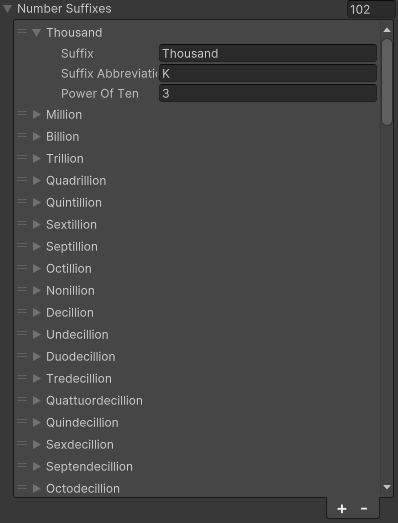 Number Suffixes 102
Thousand
Suffix Thousand
Suffix Abbreviatio K
Power Of Ten 3
Million
Billion
Trillion
Quadrillion
Quintillion
Sextillion
Septillion
Octillion
Nonillion
Decillion
Undecillion
Duodecillion
Tredecillion
Quattuordecillion
Quindecillion
Sexdecillion
Septendecillion
Octodecillion
+ -